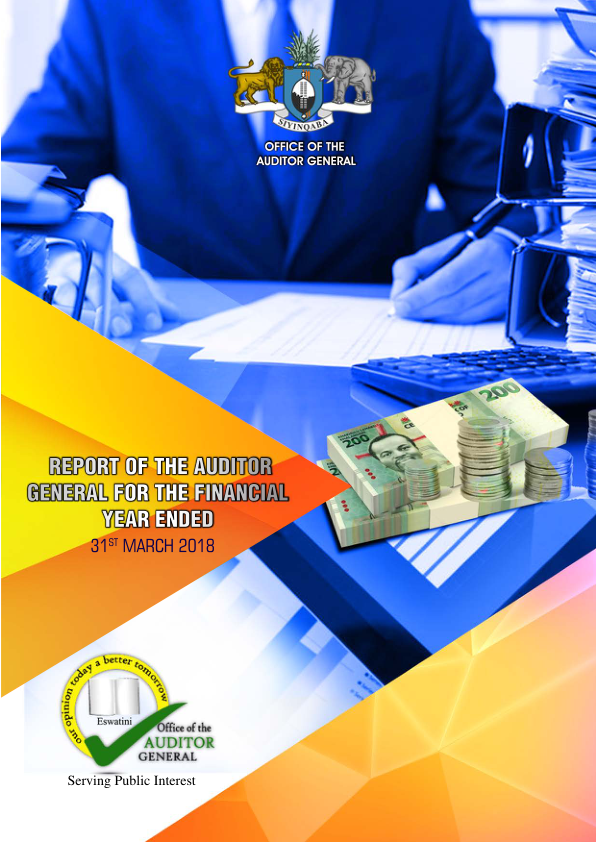 SIYINQABA
OFFICE OF THE
AUDITOR GENERAL
200
200
REPORT OF THE AUDITOR
GENERAL FOR THE FINANCIAL
YEAR ENDED
31ST MARCH 2018
our opinion today a better tomorrow
Eswatini
Office of the
AUDITOR
GENERAL
Serving Public Interest